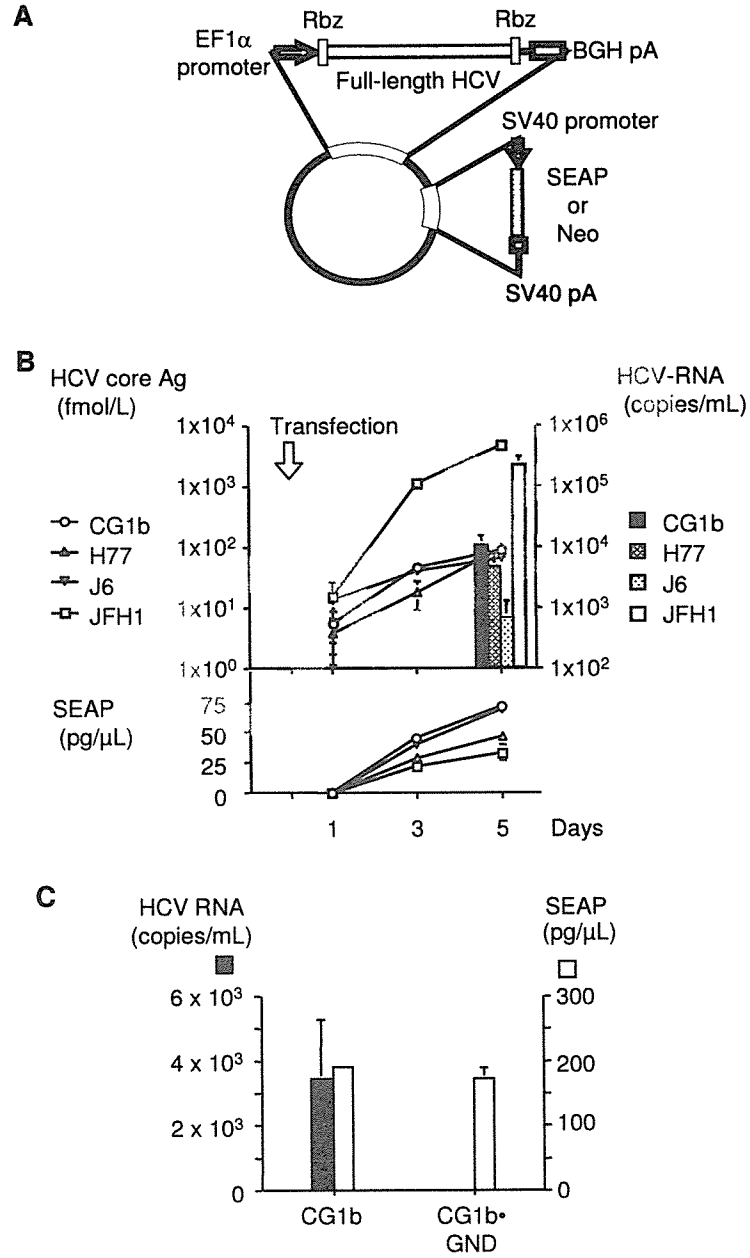 A
EF1α
promoter
Rbz
Rbz
BGH pA
Full-length HCV
SV40 promoter
SEAP
or
Neo
SV40 pA
B
HCV core Ag
(fmol/L)
HCV-RNA
(copies/mL)
Transfection
1x10⁴
1x10³
1x10²
1x10¹
1x10⁰
1x10⁶
1x10⁵
1x10⁴
1x10³
1x10²
CG1b
H77
J6
JFH1
CG1b
H77
J6
JFH1
SEAP
(pg/μL)
75
50
25
0
1
3
5
Days
C
HCV RNA
(copies/mL)
SEAP
(pg/μL)
6 x 10³
4 x 10³
2 x 10³
0
300
200
100
0
CG1b
CG1b•
GND